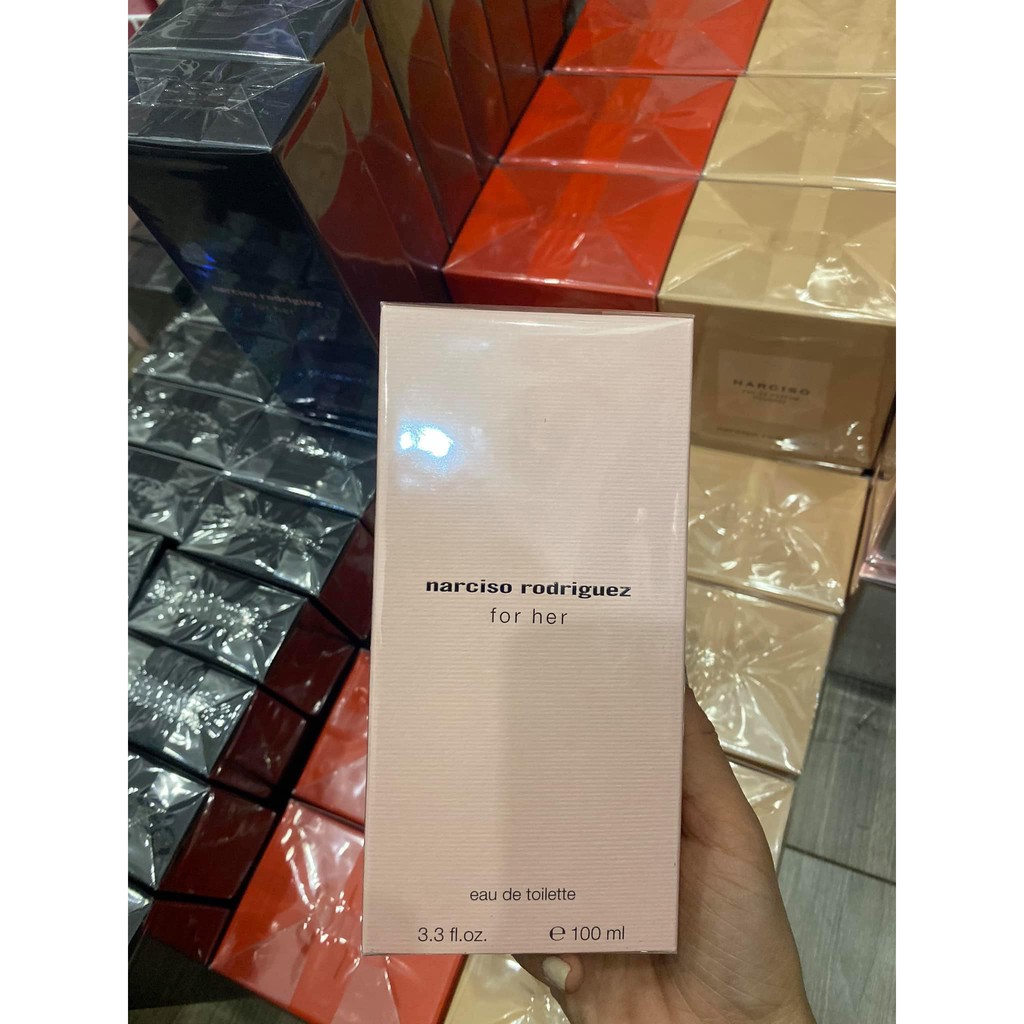 narciso rodriguez
for her
NARCISO
narciso rodriguez
for her
eau de toilette
3.3 fl.oz. ℮ 100 ml